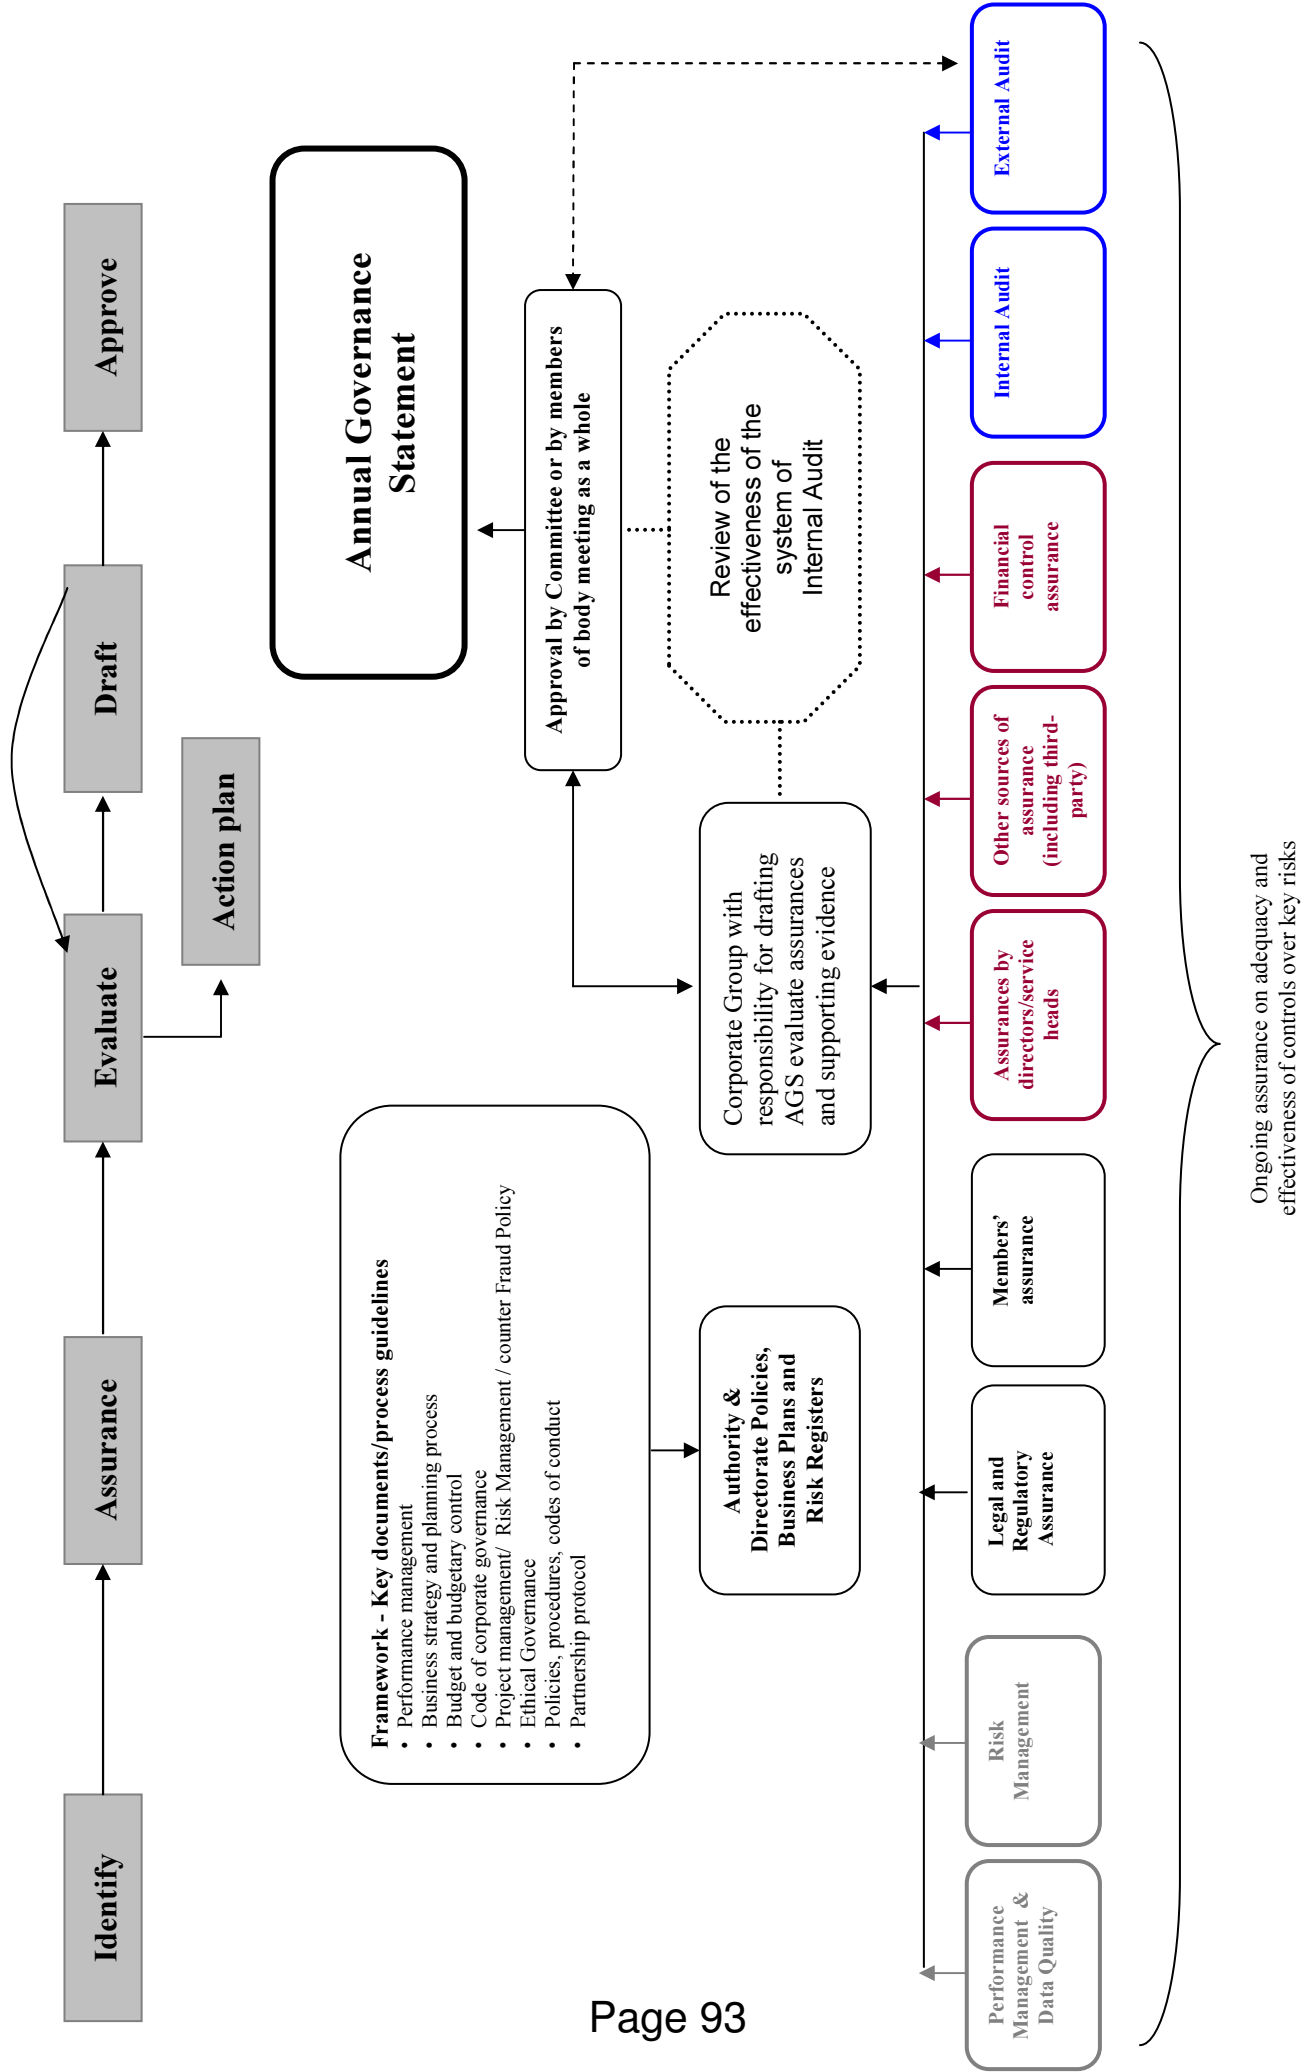 Identify
Assurance
Evaluate
Draft
Approve
Action plan
Annual Governance
Statement
Framework - Key documents/process guidelines
• Performance management
• Business strategy and planning process
• Budget and budgetary control
• Code of corporate governance
• Project management/ Risk Management / counter Fraud Policy
• Ethical Governance
• Policies, procedures, codes of conduct
• Partnership protocol
Approval by Committee or by members
of body meeting as a whole
Authority &
Directorate Policies,
Business Plans and
Risk Registers
Corporate Group with
responsibility for drafting
AGS evaluate assurances
and supporting evidence
Review of the
effectiveness of the
system of
Internal Audit
Performance
Management &
Data Quality
Risk
Management
Legal and
Regulatory
Assurance
Members’
assurance
Assurances by
directors/service
heads
Other sources of
assurance
(including third-
party)
Financial
control
assurance
Internal Audit
External Audit
Ongoing assurance on adequacy and
effectiveness of controls over key risks
Page 93